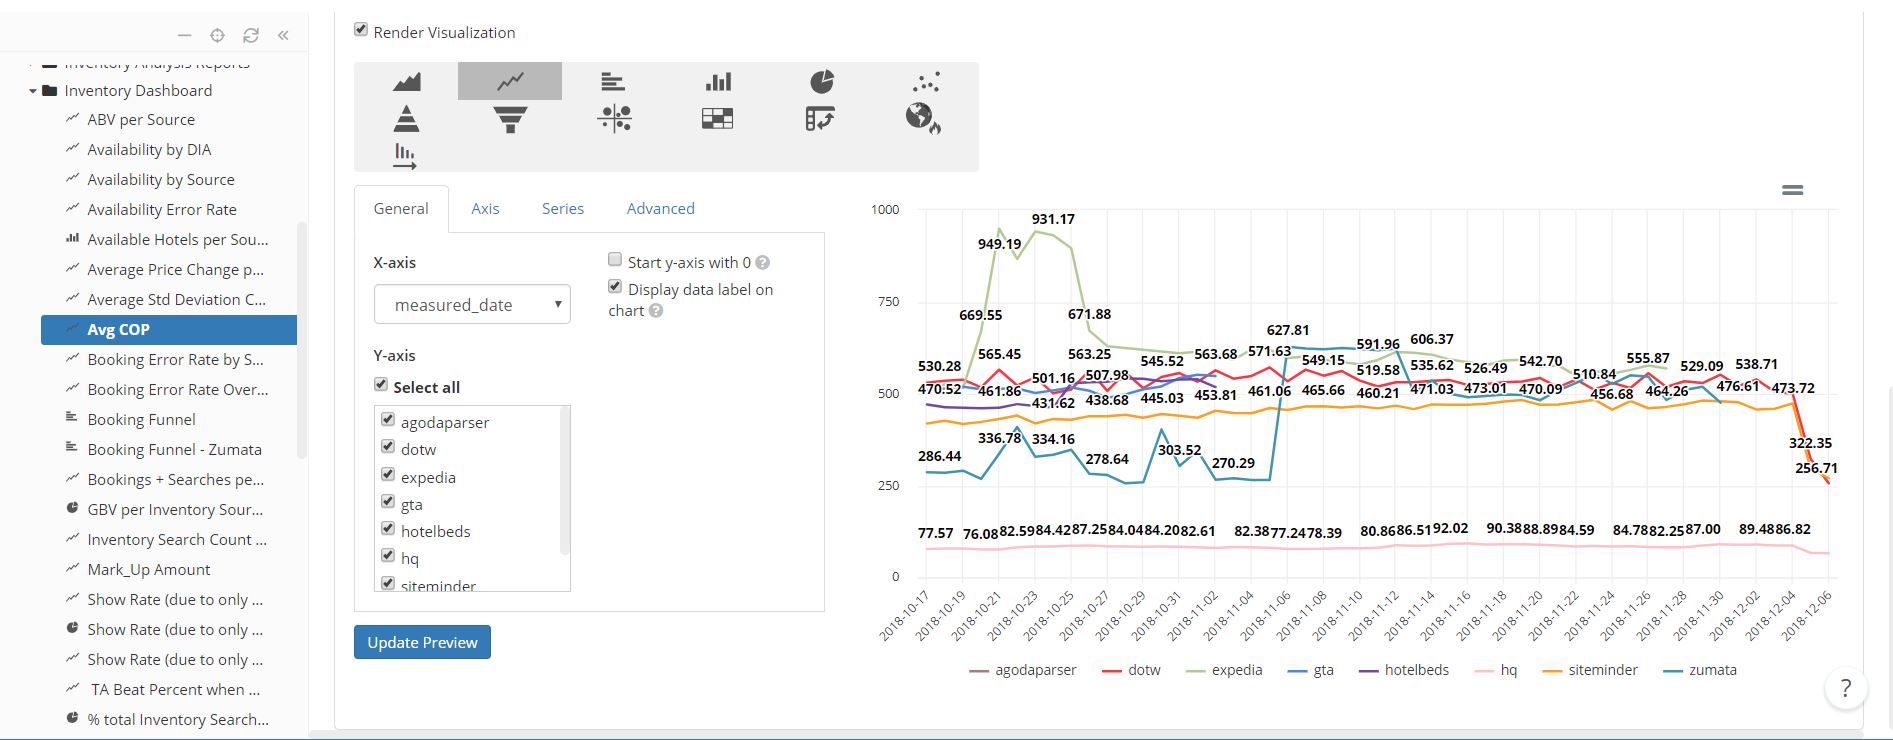 Render Visualization
Inventory Analysis Reports
Inventory Dashboard
ABV per Source
Availability by DIA
Availability by Source
Availability Error Rate
Available Hotels per Sou...
Average Price Change p...
Average Std Deviation C...
Avg COP
Booking Error Rate by S...
Booking Error Rate Over...
Booking Funnel
Booking Funnel - Zumata
Bookings + Searches pe...
GBV per Inventory Sour...
Inventory Search Count ...
Mark_Up Amount
Show Rate (due to only ...
Show Rate (due to only ...
Show Rate (due to only ...
TA Beat Percent when ...
% total Inventory Search...
General Axis Series Advanced
X-axis
measured_date
Start y-axis with 0 ?
Display data label on
chart ?
Y-axis
Select all
agodaparser
dotw
expedia
gta
hotelbeds
hq
siteminder
Update Preview
1000
750
500
250
0
931.17
949.19
669.55 671.88 627.81
530.28 565.45 563.25 545.52 563.68 571.63 549.15 591.96 606.37 542.70 555.87 529.09 538.71
470.52 461.86 501.16 507.98 519.58 535.62 526.49 510.84 476.61 473.72
431.62 438.68 445.03 453.81 461.06 465.66 460.21 471.03 473.01 470.09 456.68 464.26
336.78 334.16 303.52 322.35
286.44 278.64 270.29 256.71
77.57 76.08 82.59 84.42 87.25 84.04 84.20 82.61 82.38 77.24 78.39 80.86 86.51 92.02 90.38 88.89 84.59 84.78 82.25 87.00 89.48 86.82
2018-10-17 2018-10-19 2018-10-21 2018-10-23 2018-10-25 2018-10-27 2018-10-29 2018-10-31 2018-11-02 2018-11-04 2018-11-06 2018-11-08 2018-11-10 2018-11-12 2018-11-14 2018-11-16 2018-11-18 2018-11-20 2018-11-22 2018-11-24 2018-11-26 2018-11-28 2018-11-30 2018-12-02 2018-12-04 2018-12-06
agodaparser dotw expedia gta hotelbeds hq siteminder zumata
?